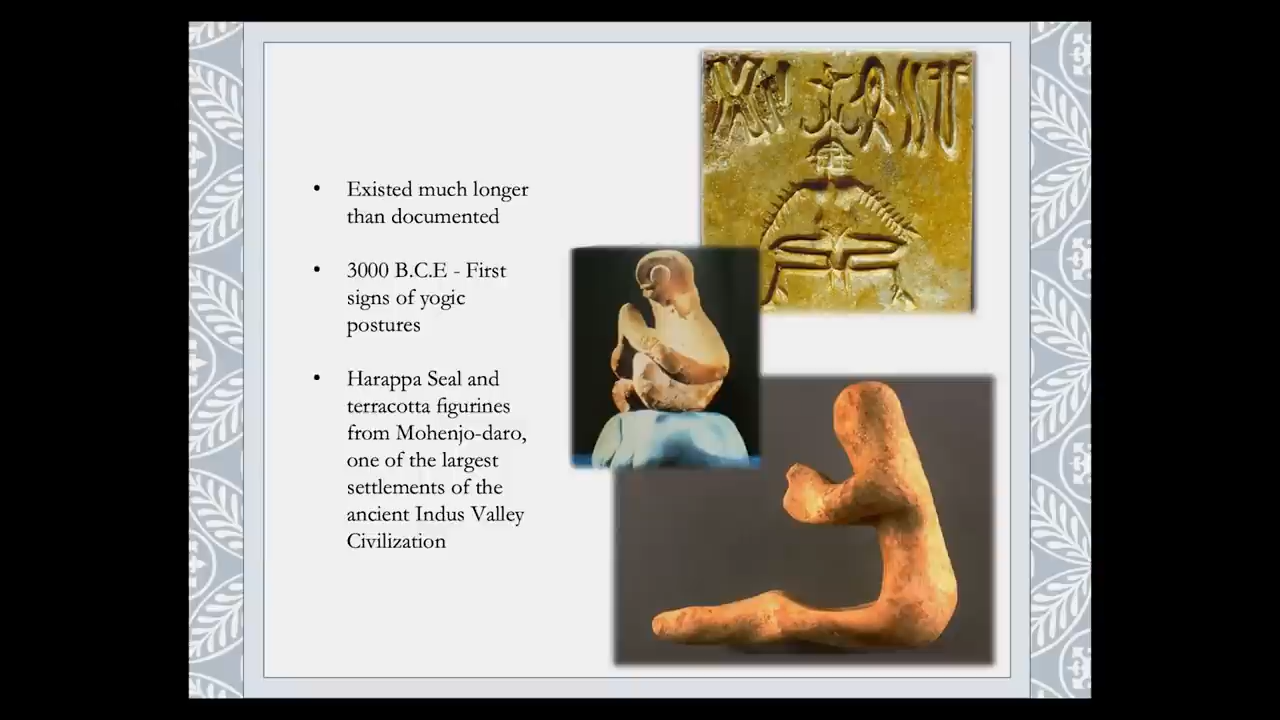 • Existed much longer
than documented
• 3000 B.C.E - First
signs of yogic
postures
• Harappa Seal and
terracotta figurines
from Mohenjo-daro,
one of the largest
settlements of the
ancient Indus Valley
Civilization